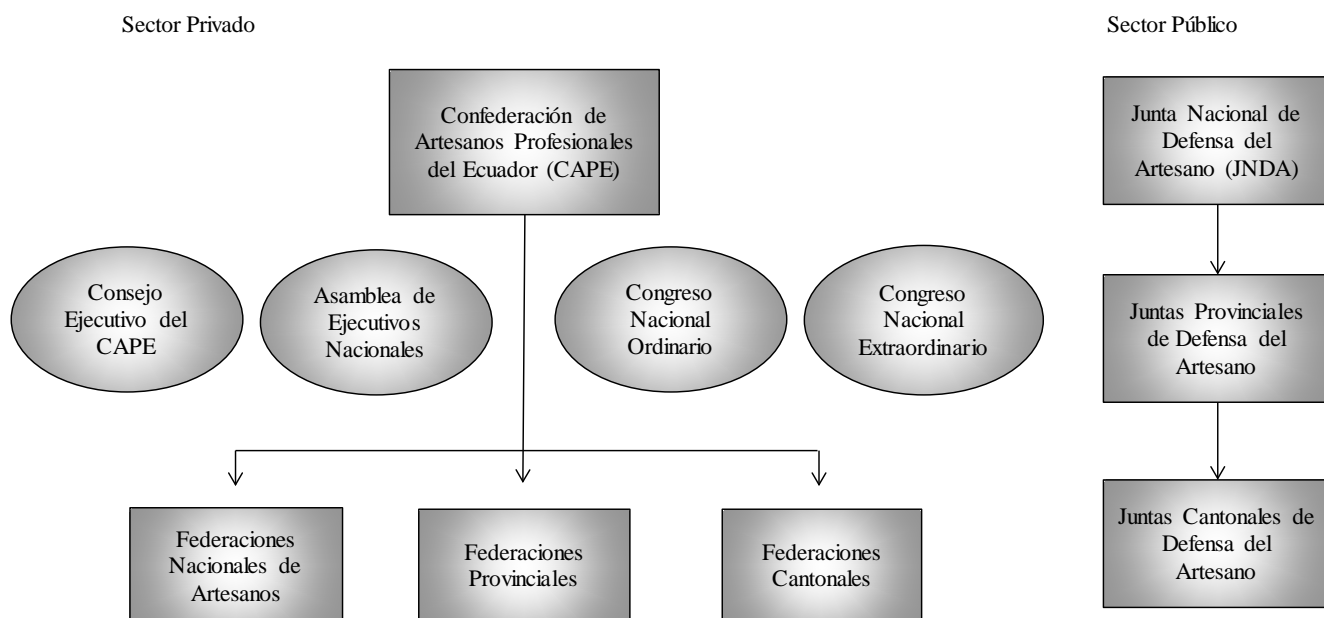 Sector Privado
Sector Público
Confederación de
Artesanos Profesionales
del Ecuador (CAPE)
Junta Nacional de
Defensa del
Artesano (JNDA)
Consejo
Ejecutivo del
CAPE
Asamblea de
Ejecutivos
Nacionales
Congreso
Nacional
Ordinario
Congreso
Nacional
Extraordinario
Juntas Provinciales
de Defensa del
Artesano
Federaciones
Nacionales de
Artesanos
Federaciones
Provinciales
Federaciones
Cantonales
Juntas Cantonales de
Defensa del
Artesano